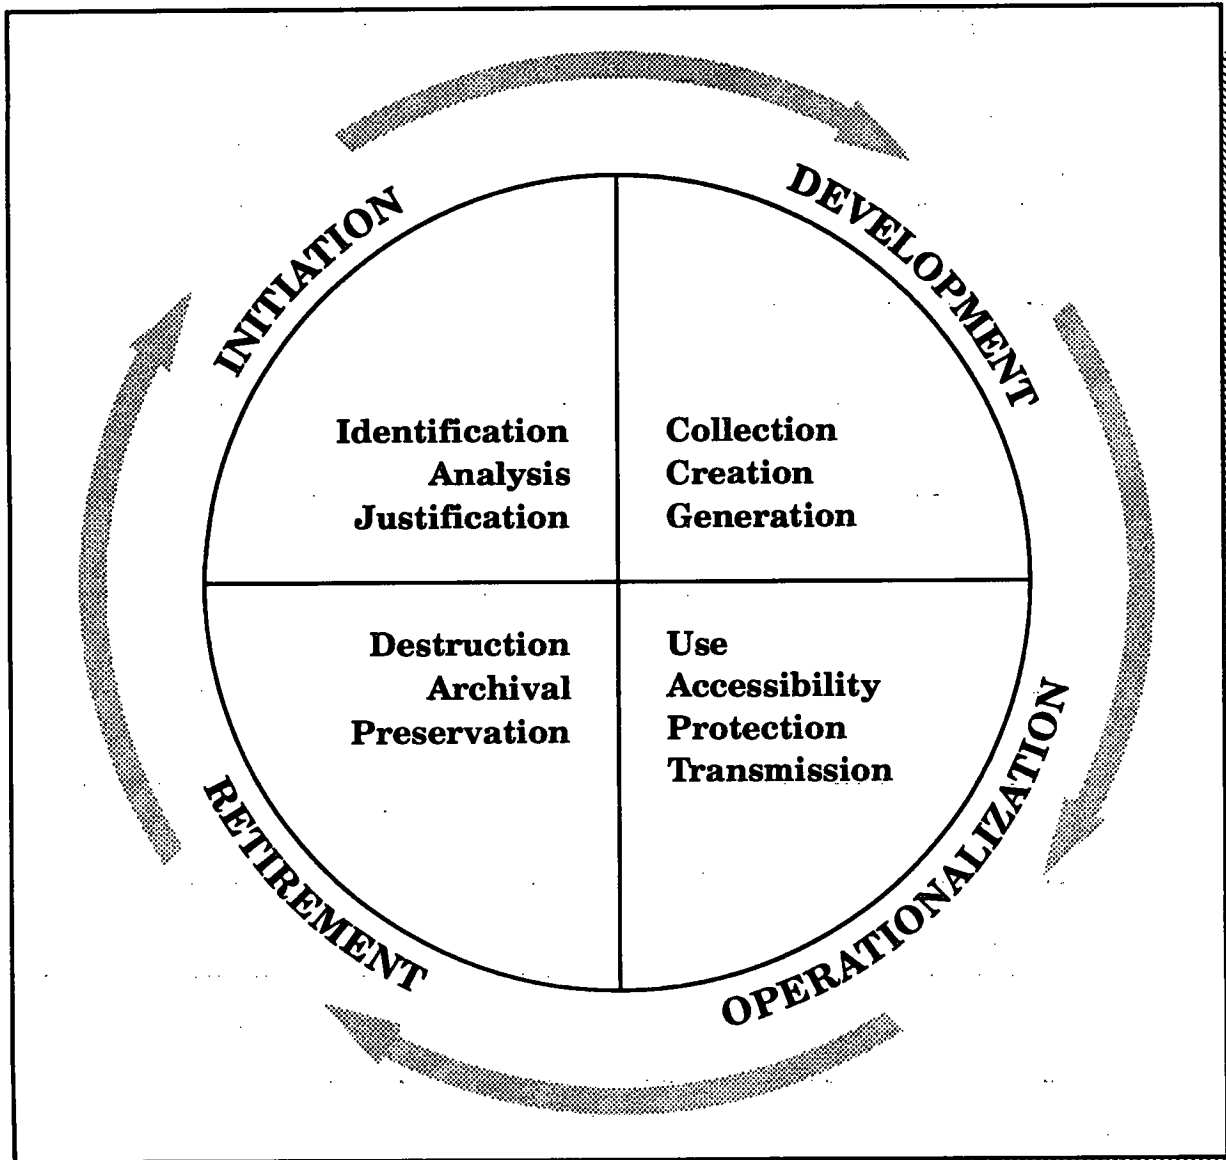 INITIATION
Identification
Analysis
Justification
DEVELOPMENT
Collection
Creation
Generation
OPERATIONALIZATION
Use
Accessibility
Protection
Transmission
RETIREMENT
Destruction
Archival
Preservation